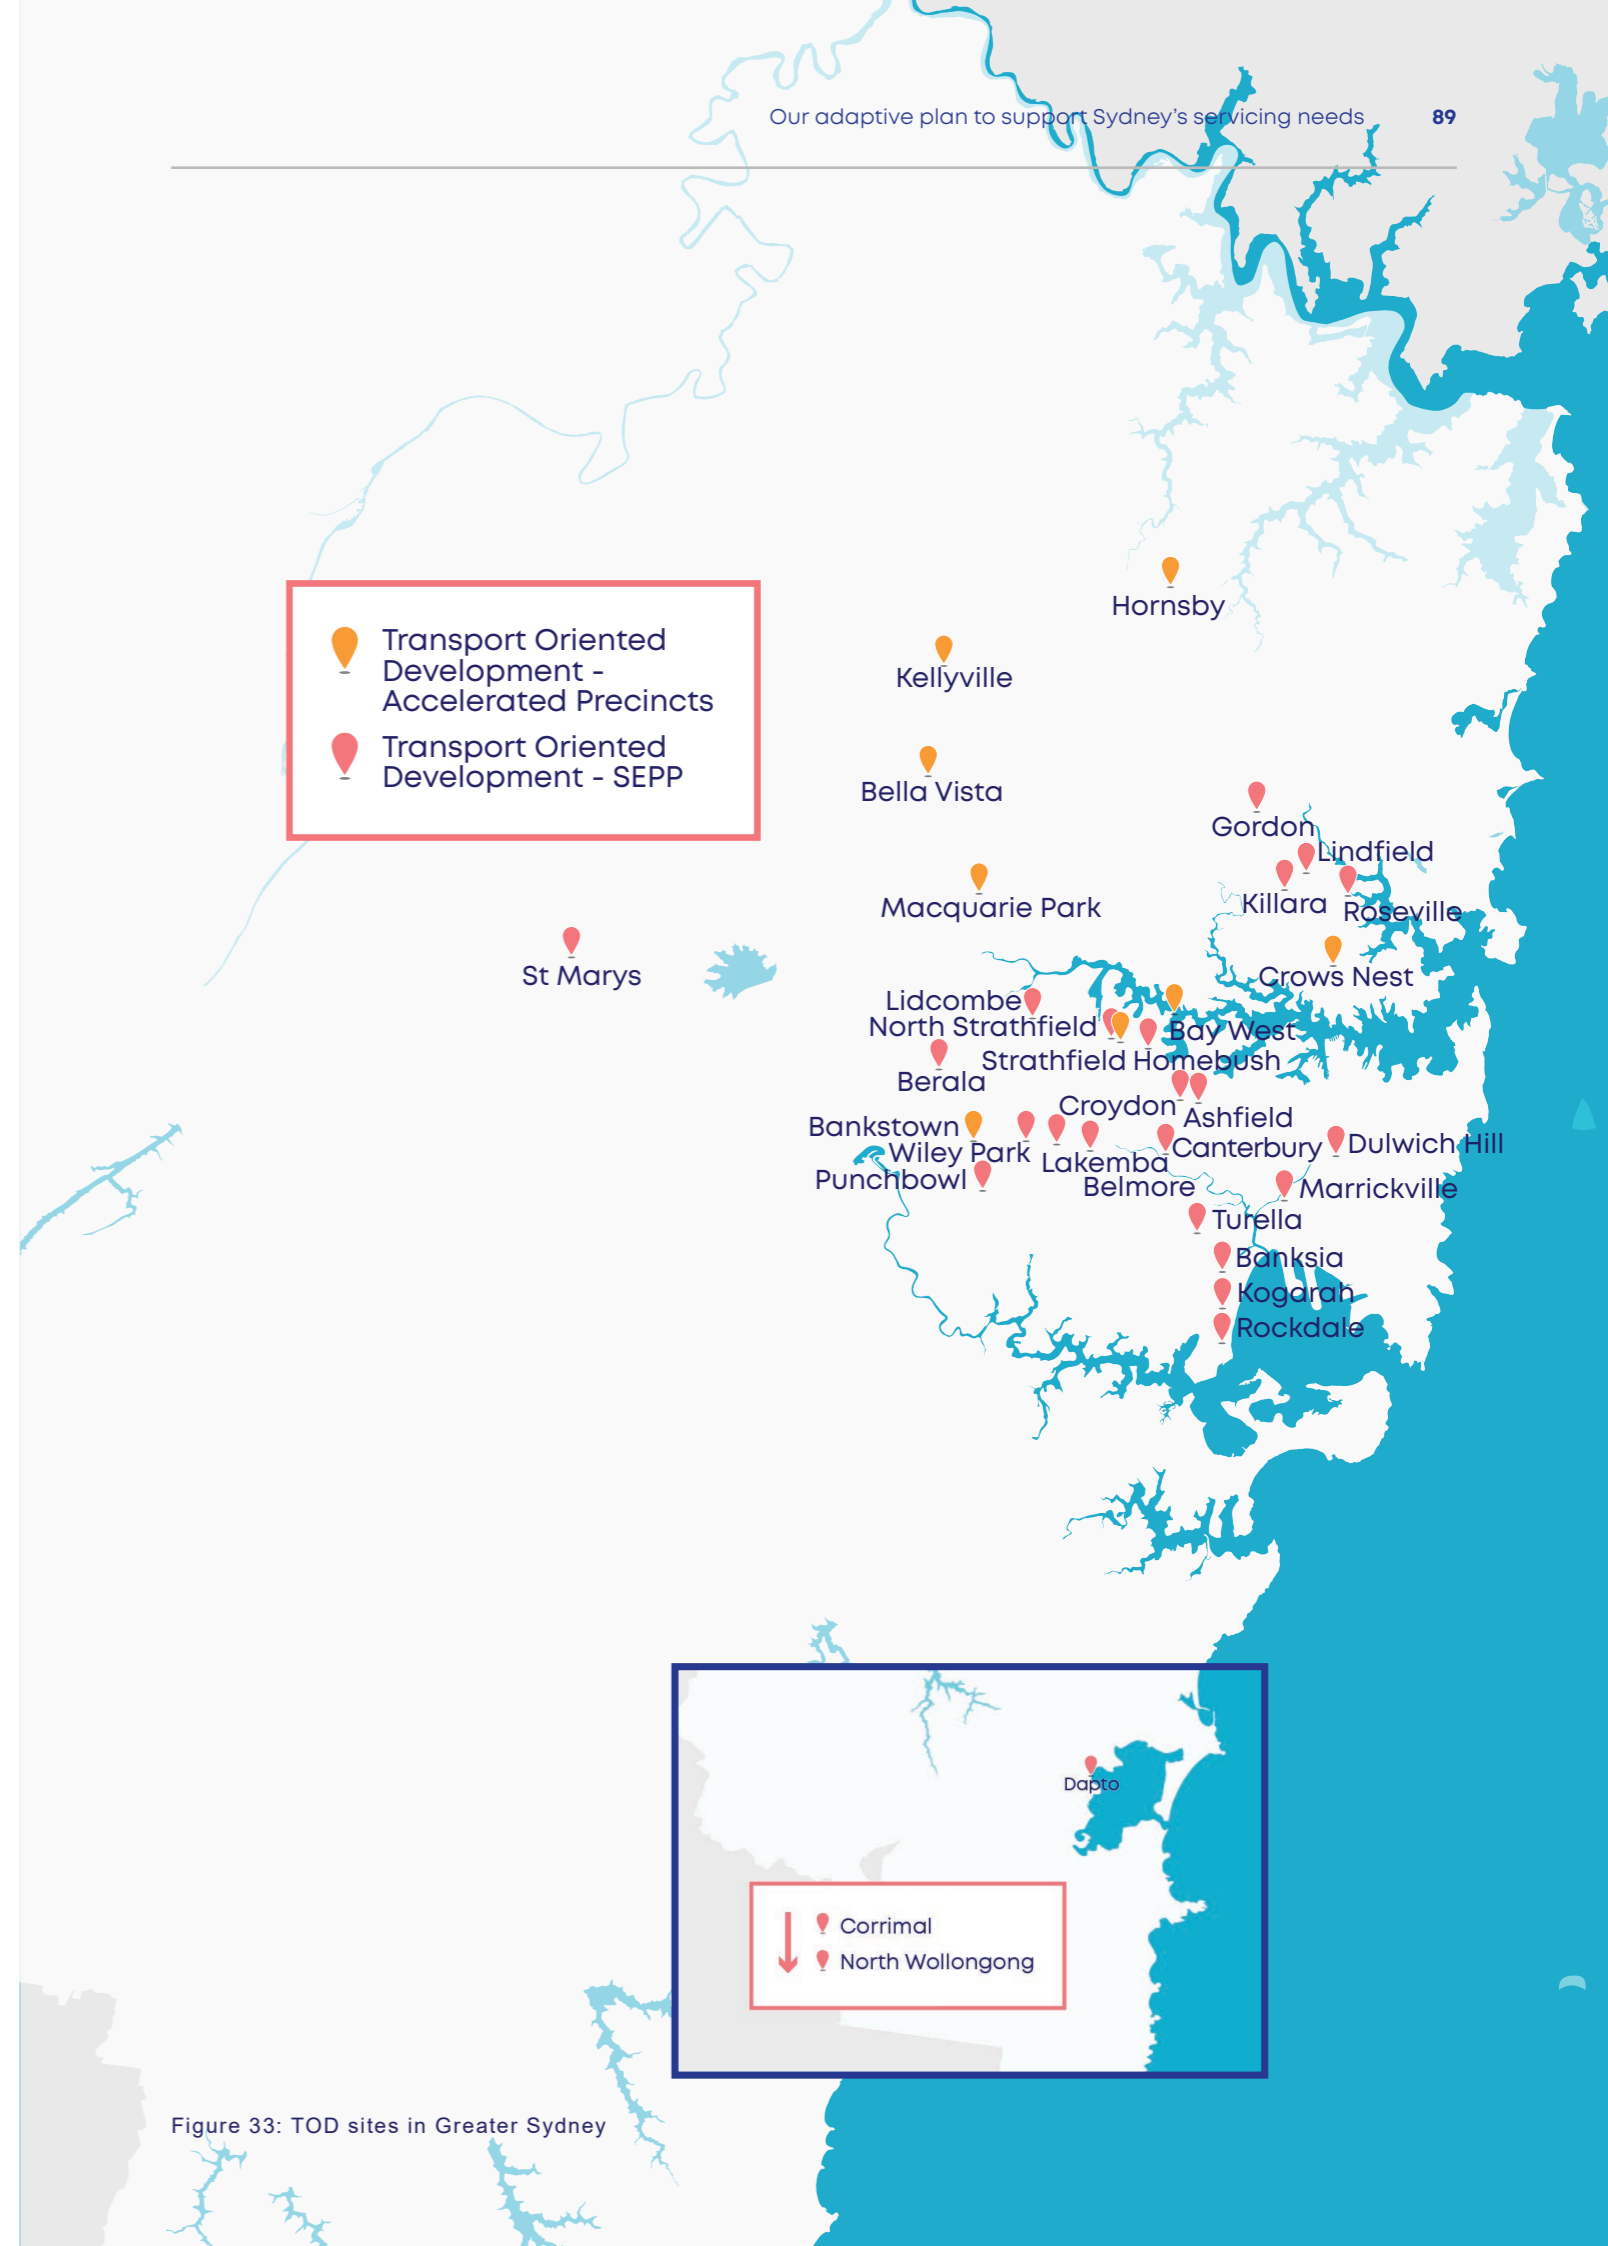 Our adaptive plan to support Sydney's servicing needs 89
Hornsby
Transport Oriented
Development -
Accelerated Precincts
Transport Oriented
Development - SEPP
Kellyville
Bella Vista
Gordon
Lindfield
Killara
Roseville
Macquarie Park
St Marys
Crows Nest
Lidcombe
North Strathfield
Bay West
Strathfield
Homebush
Berala
Croydon
Ashfield
Bankstown
Wiley Park
Lakemba
Canterbury
Dulwich Hill
Punchbowl
Belmore
Marrickville
Turella
Banksia
Kogarah
Rockdale
Dapto
Corrimal
North Wollongong
Figure 33: TOD sites in Greater Sydney